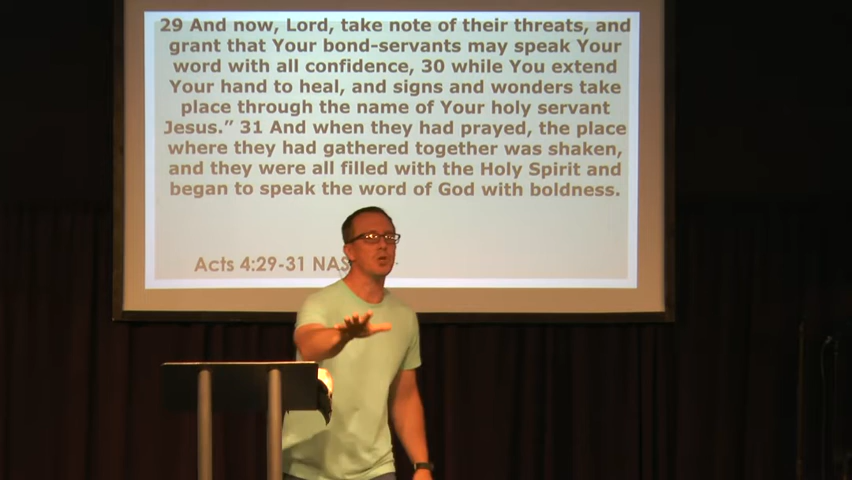 29 And now, Lord, take note of their threats, and
grant that Your bond-servants may speak Your
word with all confidence, 30 while You extend
Your hand to heal, and signs and wonders take
place through the name of Your holy servant
Jesus.” 31 And when they had prayed, the place
where they had gathered together was shaken,
and they were all filled with the Holy Spirit and
began to speak the word of God with boldness.
Acts 4:29-31 NAS